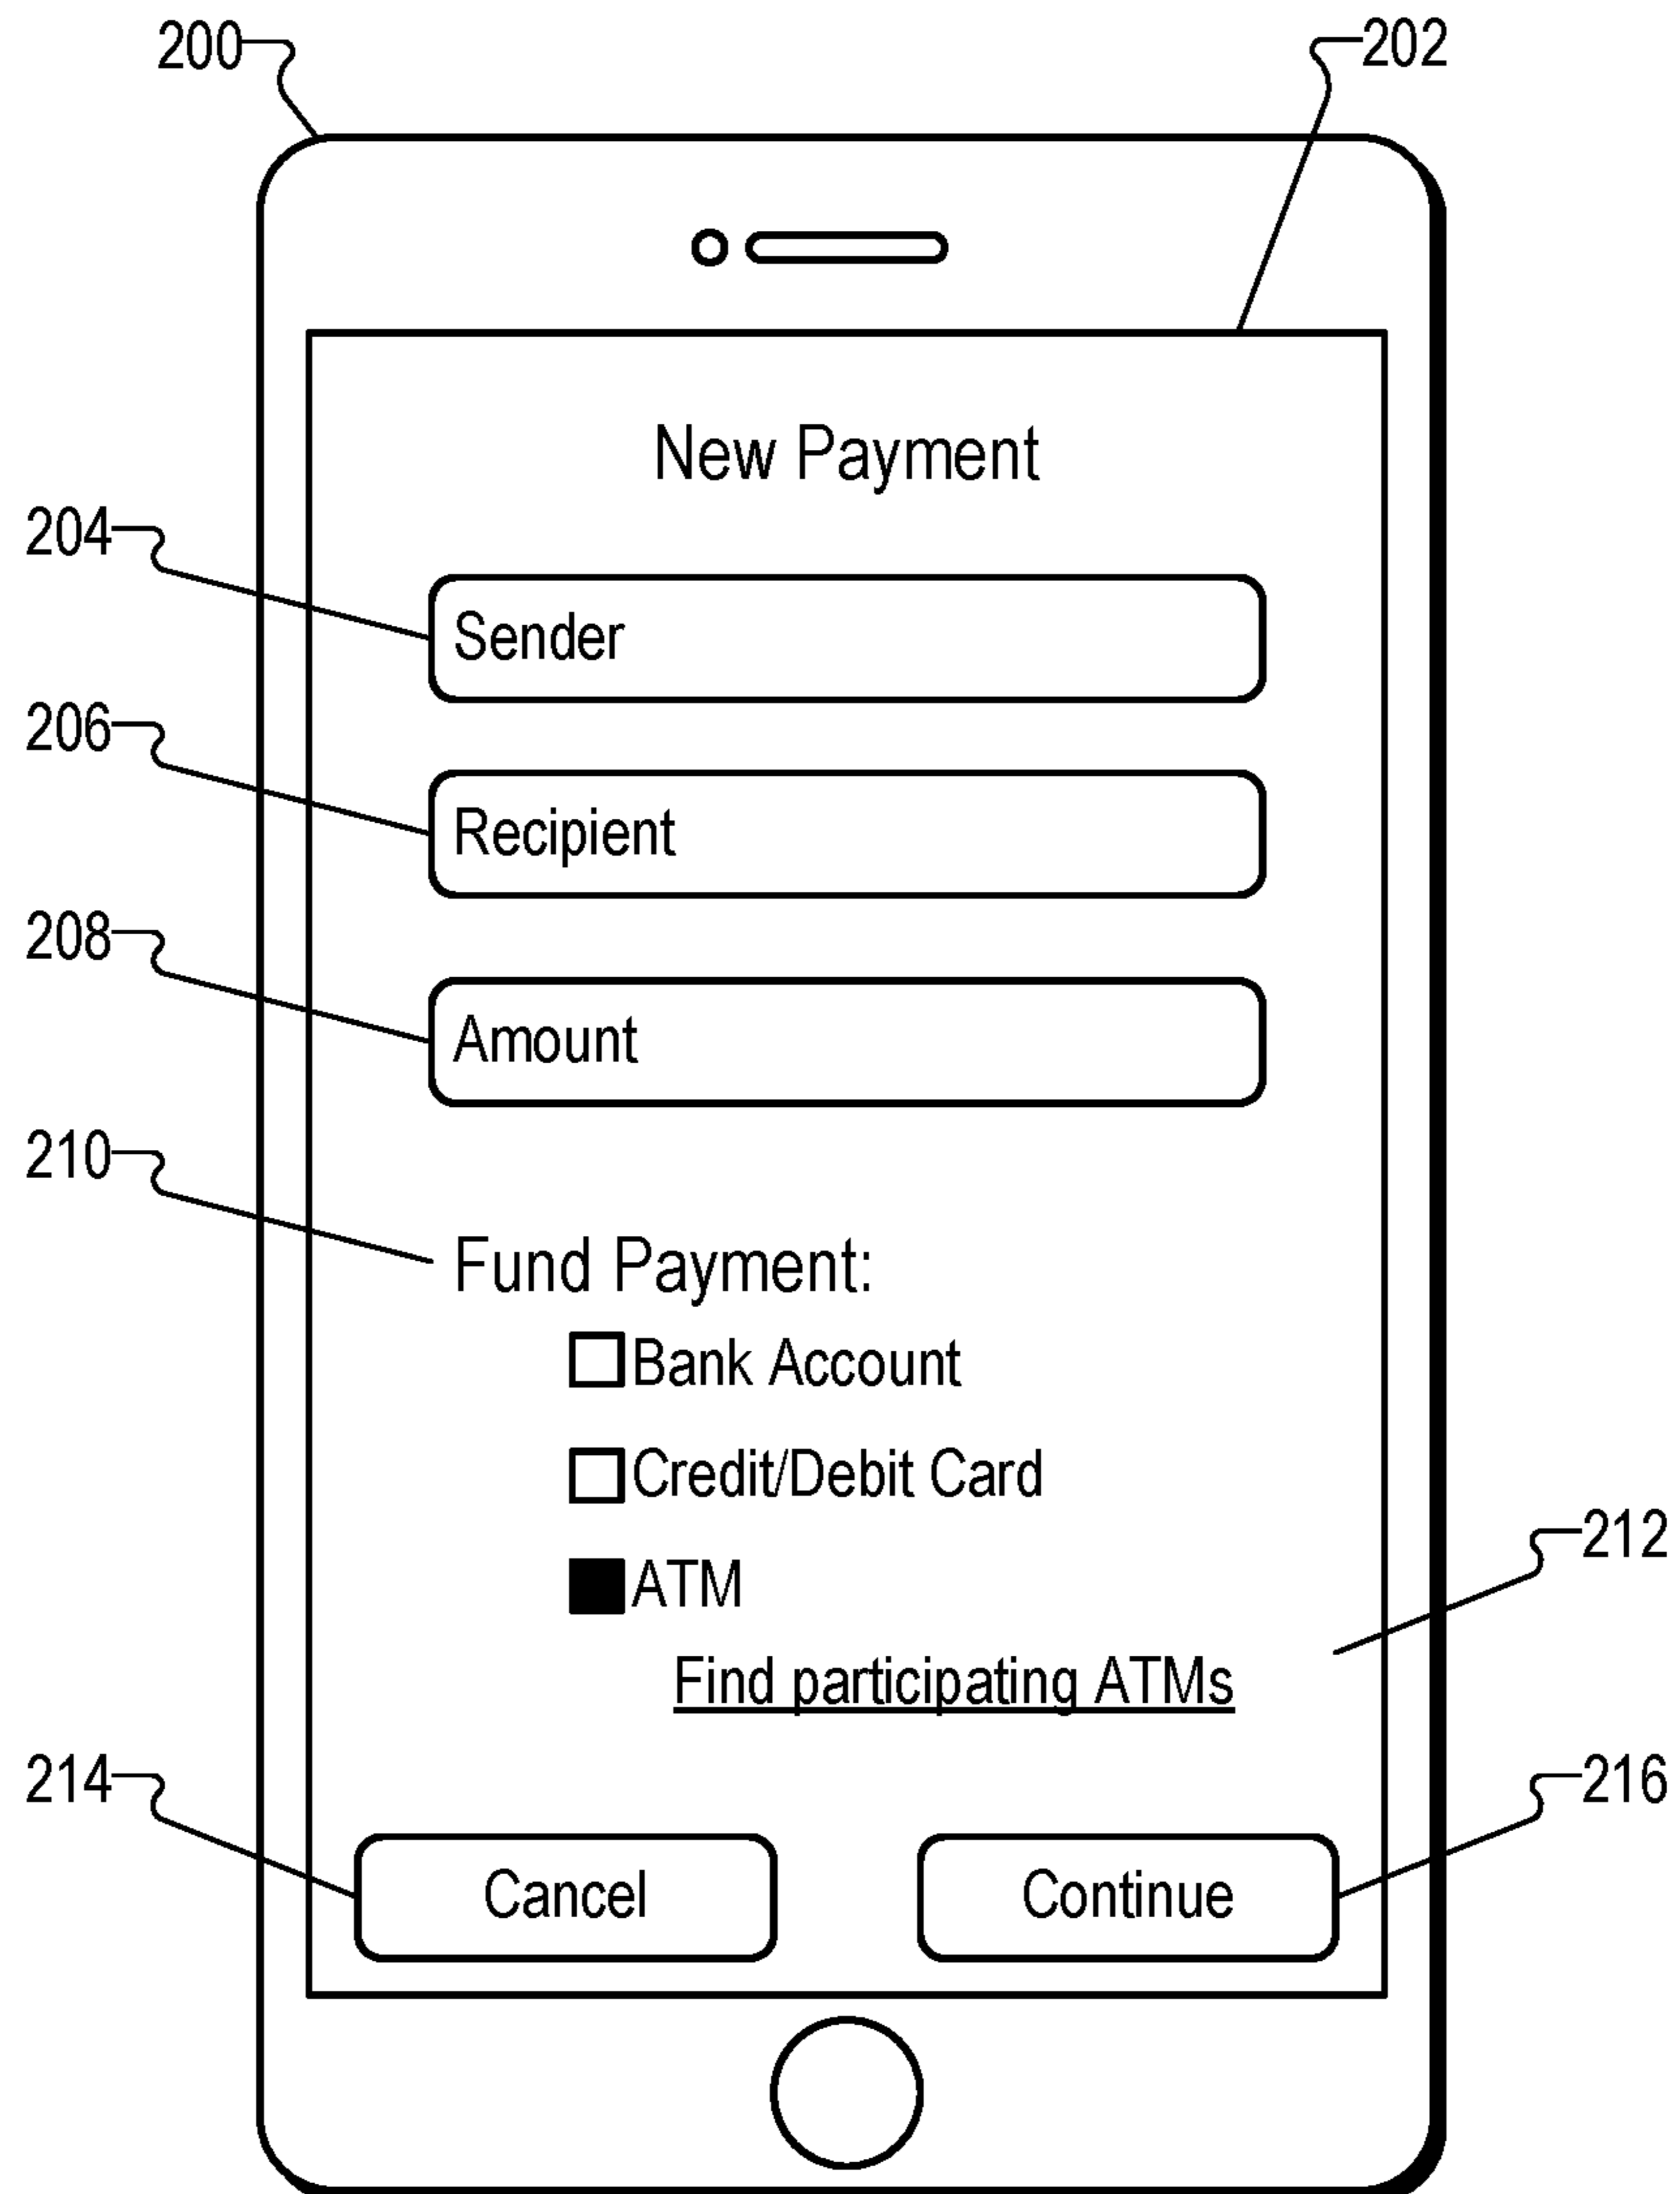 200
202
New Payment
204
Sender
206
Recipient
208
Amount
210
Fund Payment:
Bank Account
Credit/Debit Card
212
ATM
Find participating ATMs
214
216
Cancel
Continue